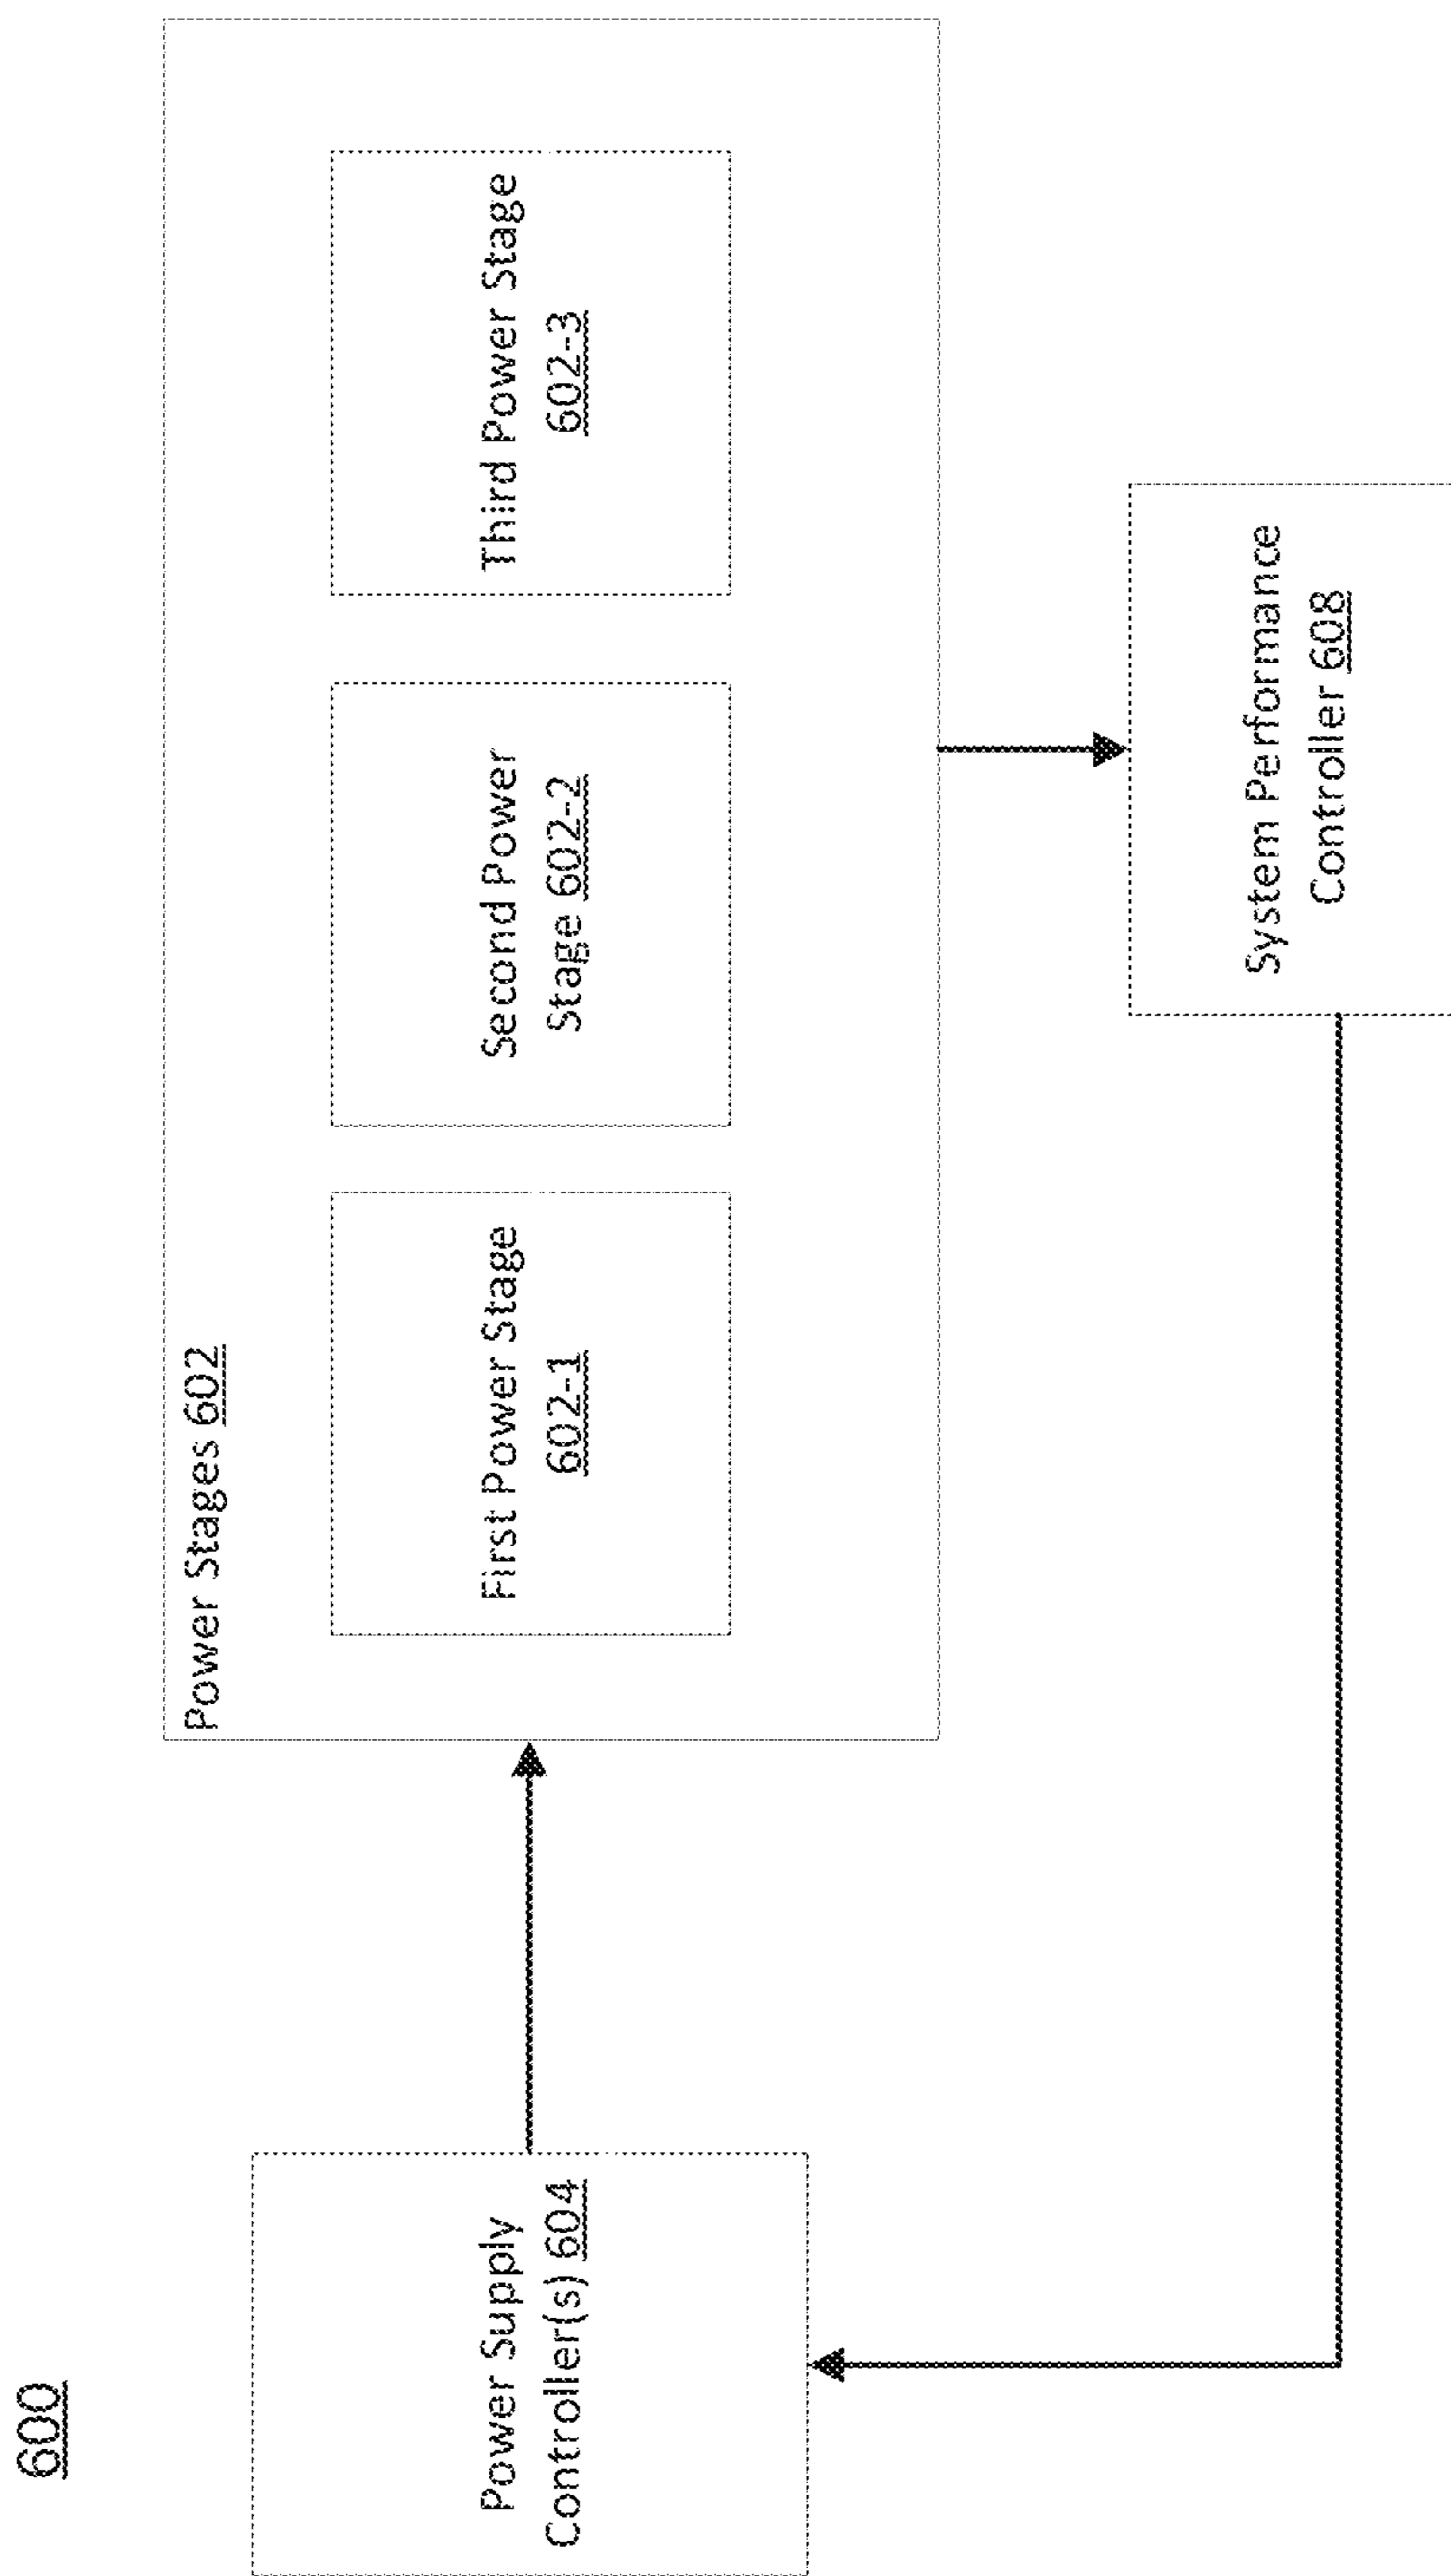 600
Power Supply
Controller(s) 604
Power Stages 602
First Power Stage
602-1
Second Power
Stage 602-2
Third Power Stage
602-3
System Performance
Controller 608